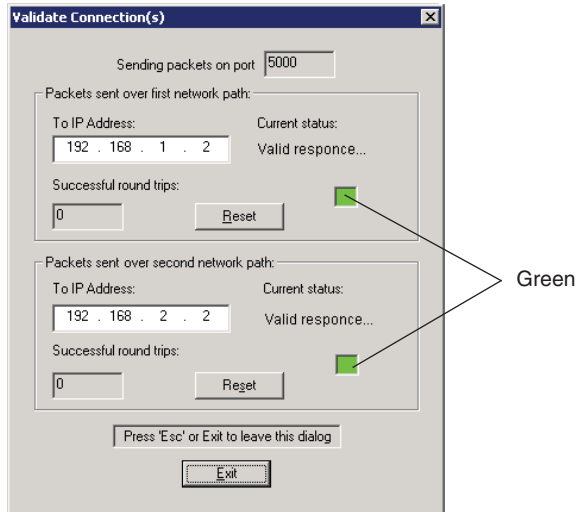 Validate Connection(s)
Sending packets on port 5000
Packets sent over first network path:
To IP Address: Current status:
192 . 168 . 1 . 2 Valid responce...
Successful round trips:
0 Reset
Green
Packets sent over second network path:
To IP Address: Current status:
192 . 168 . 2 . 2 Valid responce...
Successful round trips:
0 Reset
Press 'Esc' or Exit to leave this dialog
Exit